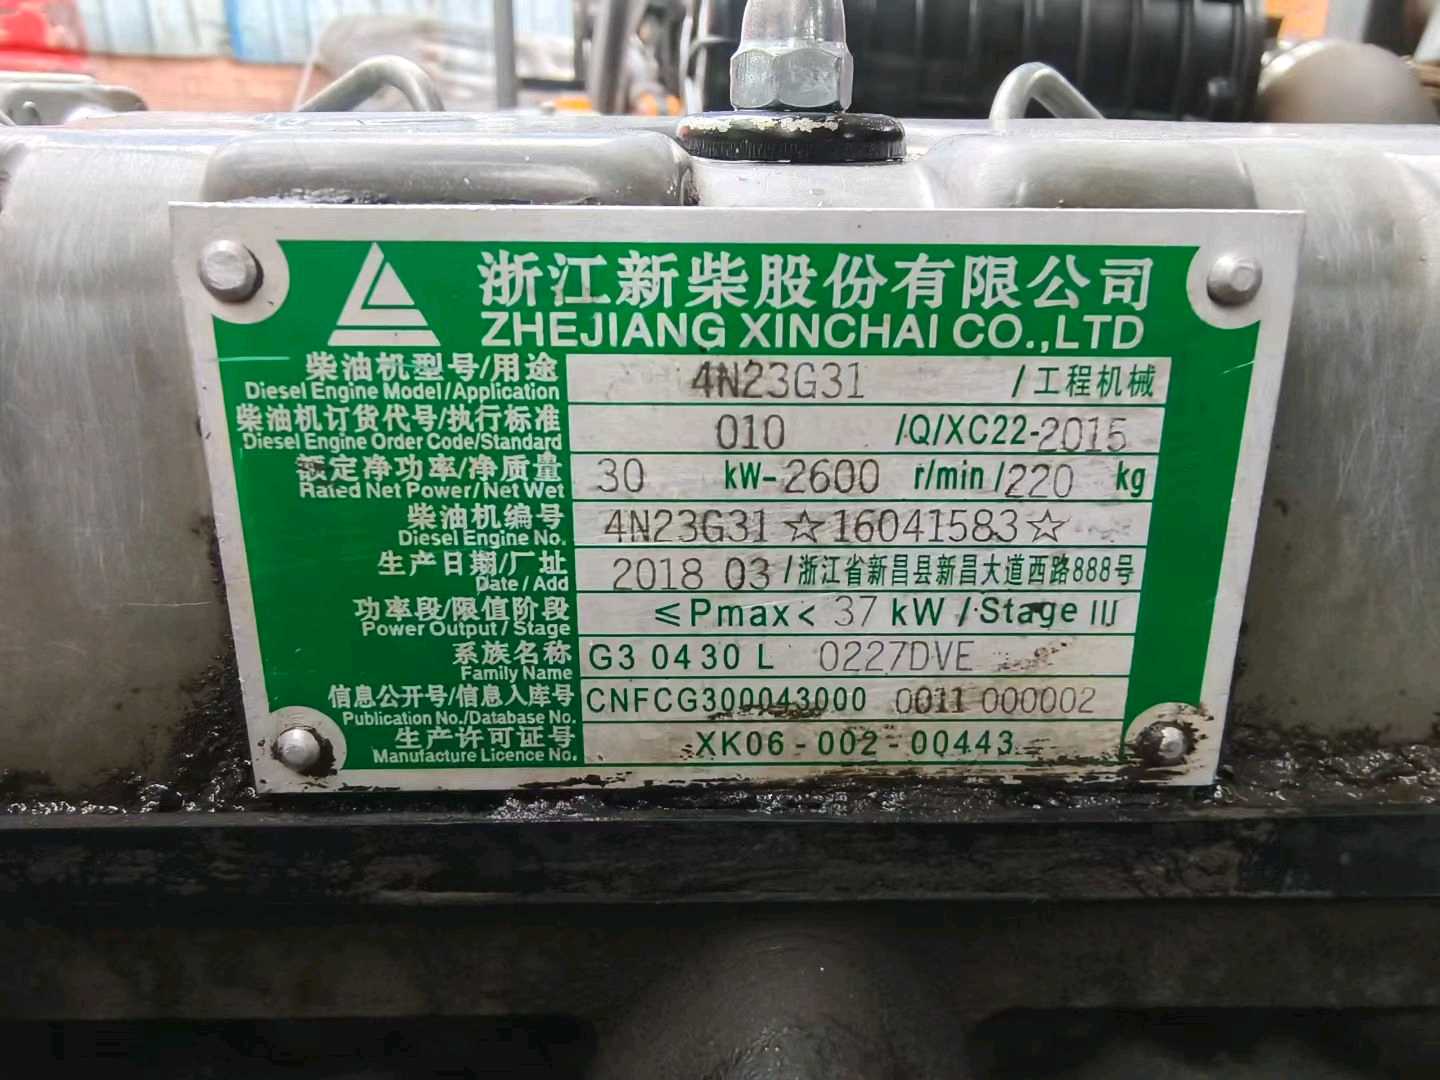 浙江新柴股份有限公司
ZHEJIANG XINCHAI CO.,LTD
柴油机型号/用途 4N23G31 /工程机械
Diesel Engine Model/Application
柴油机订货代号/执行标准 010 /Q/XC22-2015
Diesel Engine Order Code/Standard
额定净功率/净质量 30 kW-2600 r/min/220 kg
Rated Net Power/Net Wet
柴油机编号 4N23G31☆16041583☆
Diesel Engine No.
生产日期/厂址 2018 03/浙江省新昌县新昌大道西路888号
Date/Add
功率段/限值阶段 ≤Pmax<37 kW/Stage III
Power Output/Stage
系族名称 G3 0430 L 0227DVE
Family Name
信息公开号/信息入库号 CNFCG300043000 0011 000002
Publication No./Database No.
生产许可证号 XK06-002-00443
Manufacture Licence No.